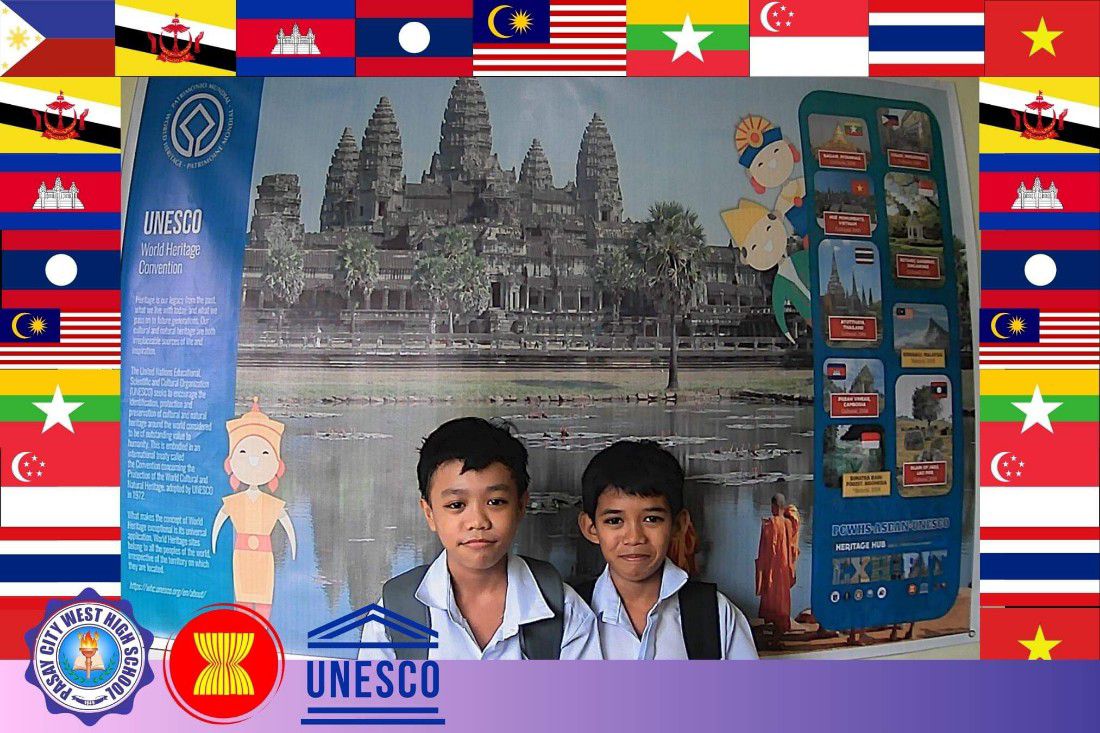 PATRIMONIO MUNDIAL
WORLD HERITAGE • PATRIMOINE MONDIAL
UNESCO
World Heritage
Convention
Heritage is our legacy from the past,
what we live with today, and what we
pass on to future generations. Our
cultural and natural heritage are both
irreplaceable sources of life and
inspiration.
The United Nations Educational,
Scientific and Cultural Organization
(UNESCO) seeks to encourage the
identification, protection and
preservation of cultural and natural
heritage around the world considered
to be of outstanding value to
humanity. This is embodied in an
international treaty called
the Convention concerning the
Protection of the World Cultural and
Natural Heritage, adopted by UNESCO
in 1972.
What makes the concept of World
Heritage exceptional is its universal
application. World Heritage sites
belong to all the peoples of the world,
irrespective of the territory on which
they are located.
https://whc.unesco.org/en/about/
BAGAN, MYANMAR
HUE MONUMENTS,
VIETNAM
BOTANIC GARDENS,
SINGAPORE
AYUTTHAYA,
THAILAND
KINABALU, MALAYSIA
PREAH VIHEAR,
CAMBODIA
PLAIN OF JARS,
LAO PDR
SUMATRA RAIN
FOREST, INDONESIA
PCWHS-ASEAN-UNESCO
HERITAGE HUB
EXHIBIT
PASAY CITY WEST HIGH SCHOOL
UNESCO